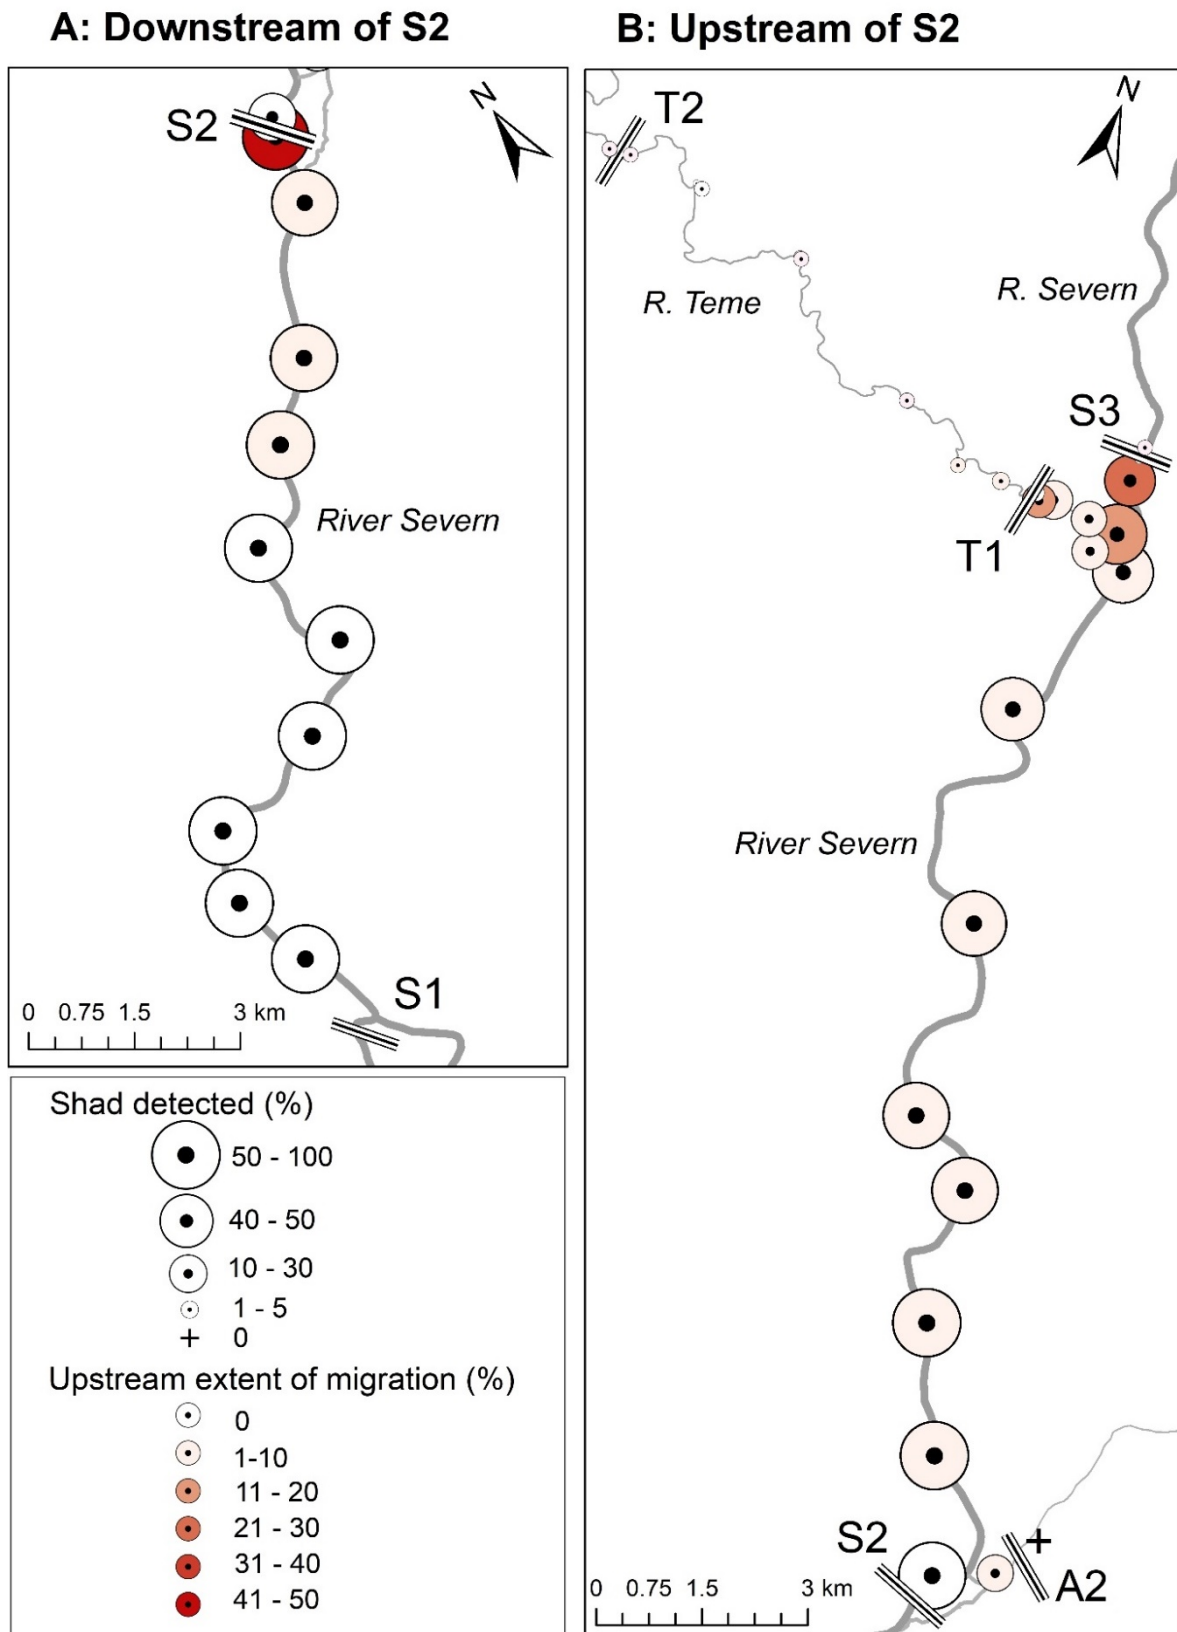 A: Downstream of S2
B: Upstream of S2
S2
N
River Severn
S1
0 0.75 1.5 3 km
Shad detected (%)
50 - 100
40 - 50
10 - 30
1 - 5
0
Upstream extent of migration (%)
0
1-10
11 - 20
21 - 30
31 - 40
41 - 50
T2
N
R. Teme
R. Severn
S3
T1
River Severn
S2
A2
0 0.75 1.5 3 km